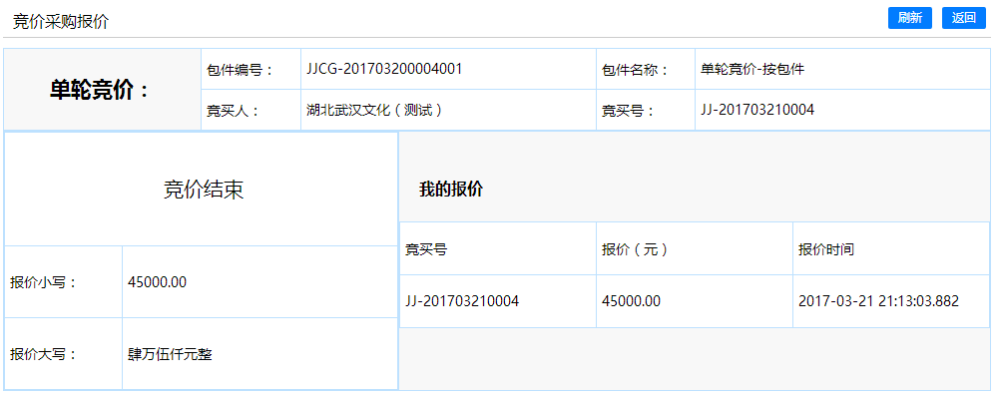 竞价采购报价 刷新 返回
单轮竞价： 包件编号： JJCG-201703200004001 包件名称： 单轮竞价-按包件
竞买人： 湖北武汉文化（测试） 竞买号： JJ-201703210004
竞价结束 我的报价
竞买号 报价（元） 报价时间
报价小写： 45000.00 JJ-201703210004 45000.00 2017-03-21 21:13:03.882
报价大写： 肆万伍仟元整